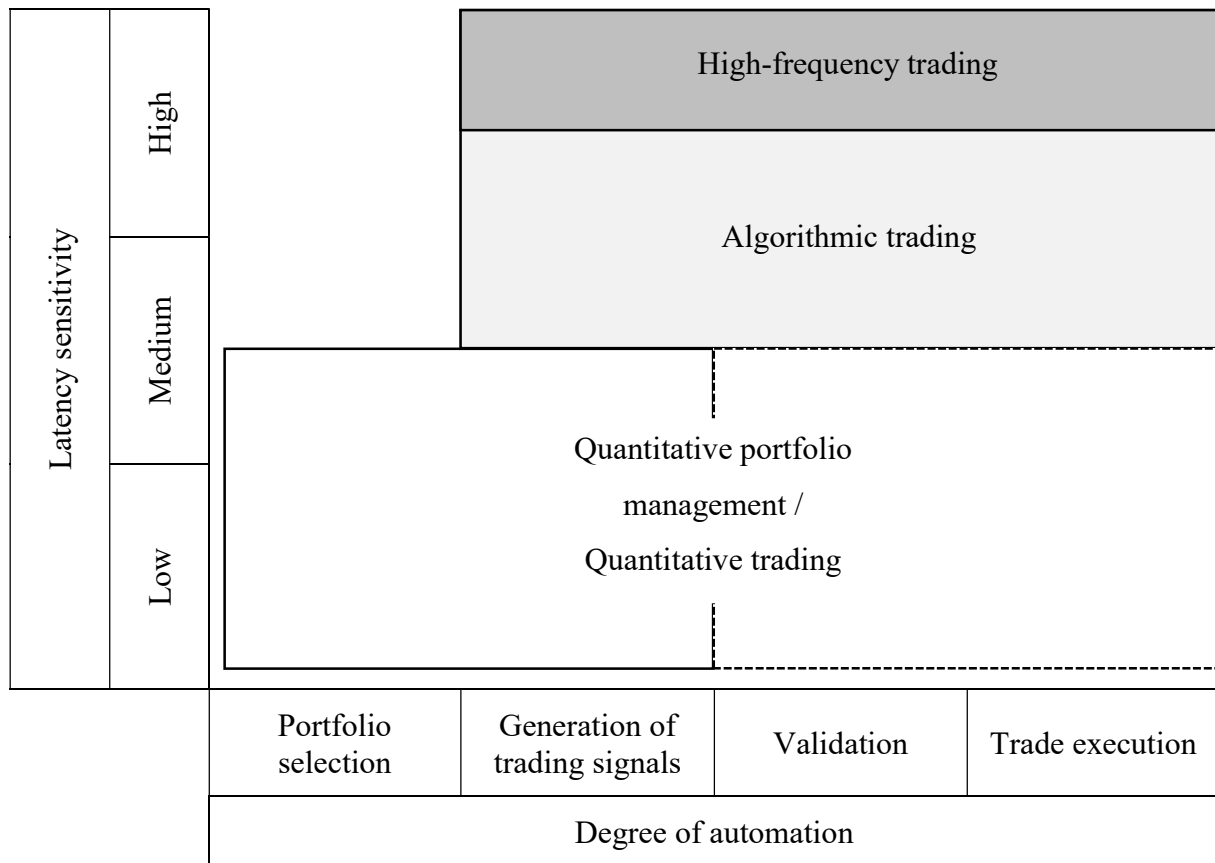 High-frequency trading
High
Algorithmic trading
Latency sensitivity
Medium
Quantitative portfolio
management /
Quantitative trading
Low
Portfolio
selection
Generation of
trading signals
Validation
Trade execution
Degree of automation